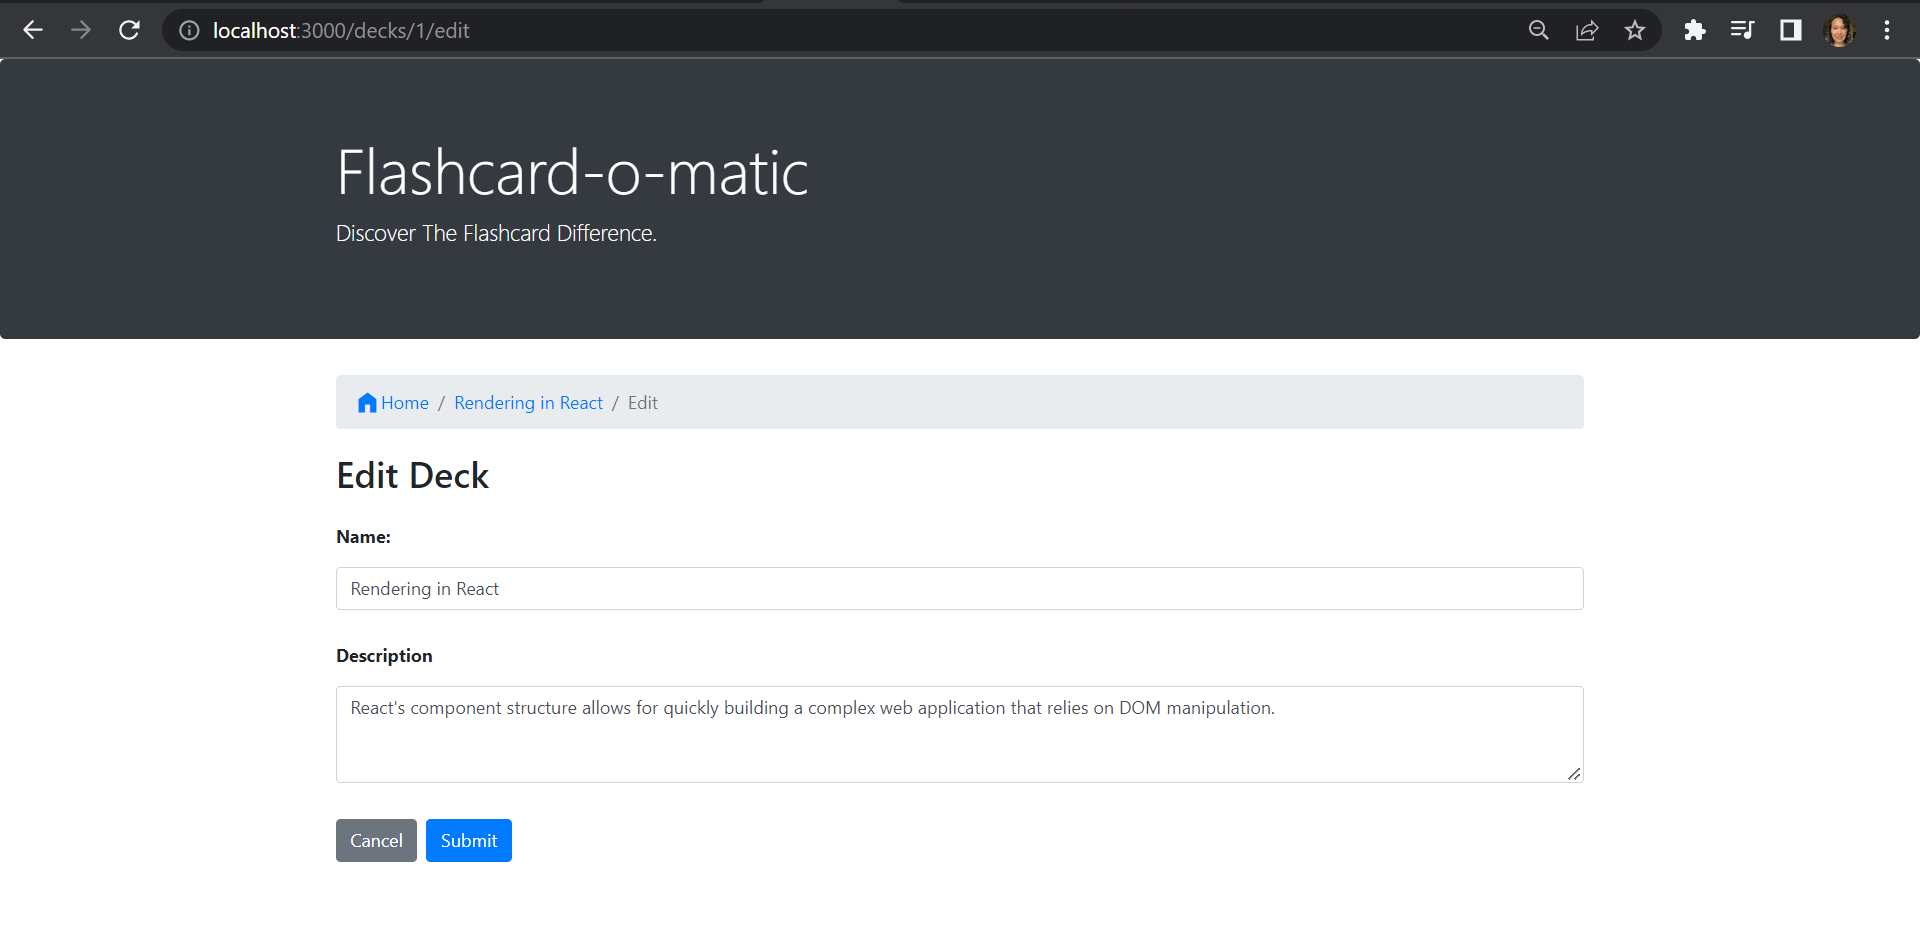 localhost:3000/decks/1/edit
Flashcard-o-matic
Discover The Flashcard Difference.
Home / Rendering in React / Edit
Edit Deck
Name:
Rendering in React
Description
React's component structure allows for quickly building a complex web application that relies on DOM manipulation.
Cancel Submit